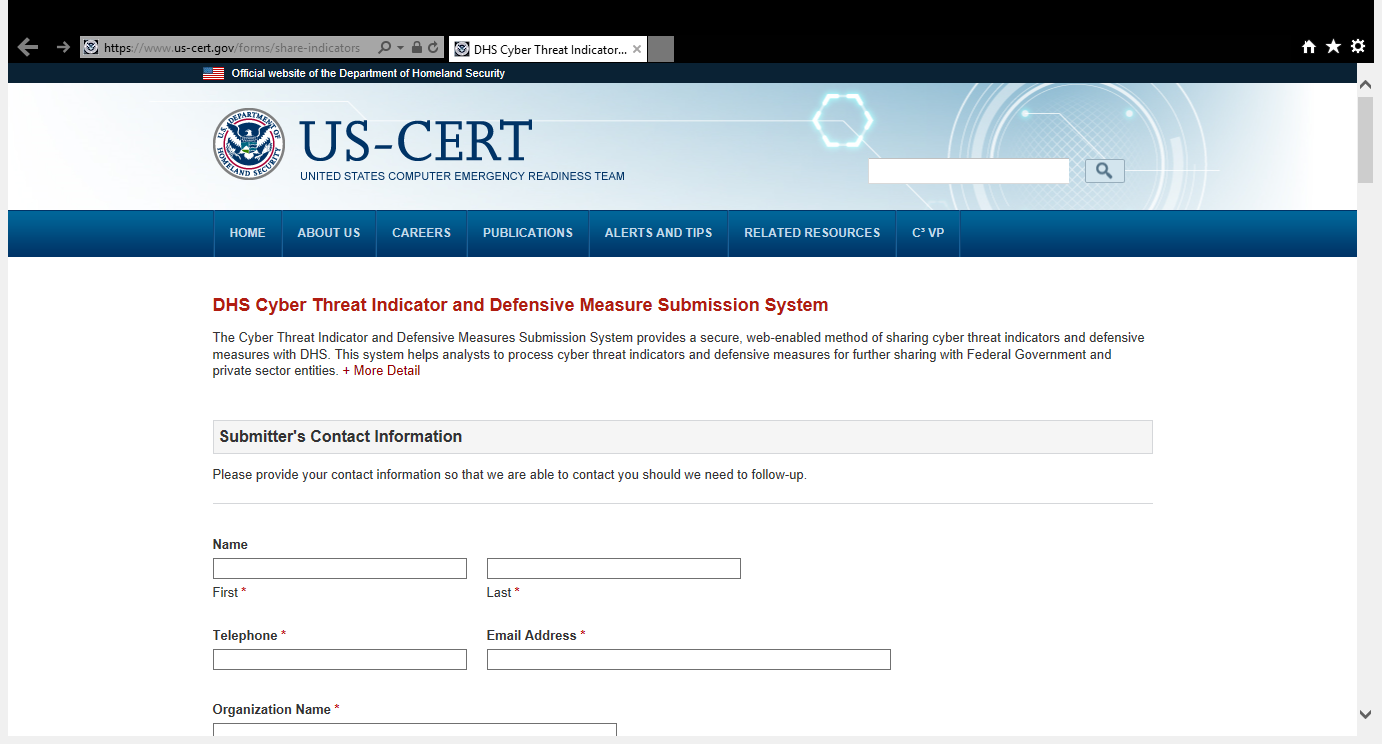 https://www.us-cert.gov/forms/share-indicators
DHS Cyber Threat Indicator...
Official website of the Department of Homeland Security
U.S. DEPARTMENT OF HOMELAND SECURITY
US-CERT
UNITED STATES COMPUTER EMERGENCY READINESS TEAM
HOME ABOUT US CAREERS PUBLICATIONS ALERTS AND TIPS RELATED RESOURCES C³ VP
DHS Cyber Threat Indicator and Defensive Measure Submission System
The Cyber Threat Indicator and Defensive Measures Submission System provides a secure, web-enabled method of sharing cyber threat indicators and defensive
measures with DHS. This system helps analysts to process cyber threat indicators and defensive measures for further sharing with Federal Government and
private sector entities. + More Detail
Submitter's Contact Information
Please provide your contact information so that we are able to contact you should we need to follow-up.
Name
First * Last *
Telephone * Email Address *
Organization Name *